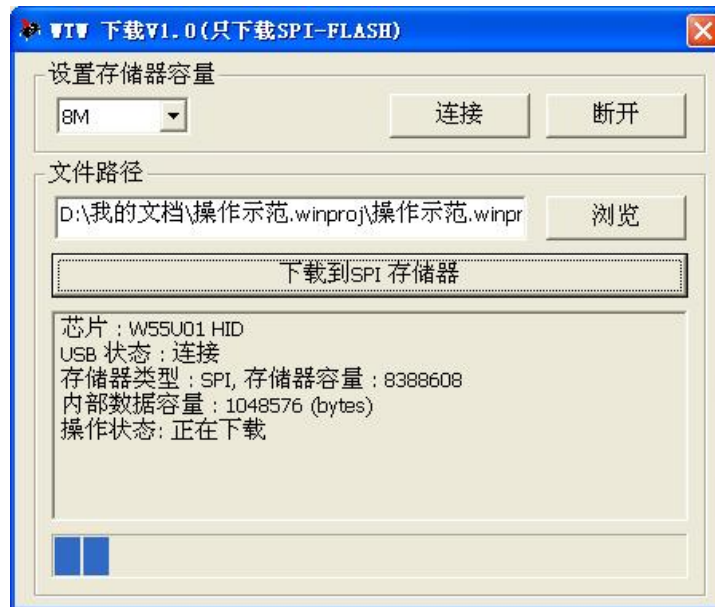 WTW 下载V1.0(只下载SPI-FLASH)
设置存储器容量
8M
连接
断开
文件路径
D:\我的文档\操作示范.winproj\操作示范.winpr
浏览
下载到SPI 存储器
芯片 : W55U01 HID
USB 状态 : 连接
存储器类型 : SPI, 存储器容量 : 8388608
内部数据容量 : 1048576 (bytes)
操作状态: 正在下载